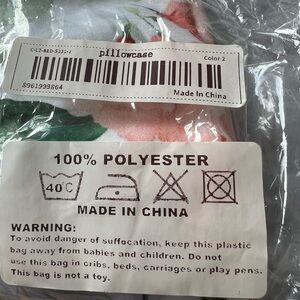 pillowcase
Color 2
8961999864
Made In China
100% POLYESTER
40°C
MADE IN CHINA
WARNING:
To avoid danger of suffocation, keep this plastic
bag away from babies and children. Do not
use this bag in cribs, beds, carriages or play pens.
This bag is not a toy.